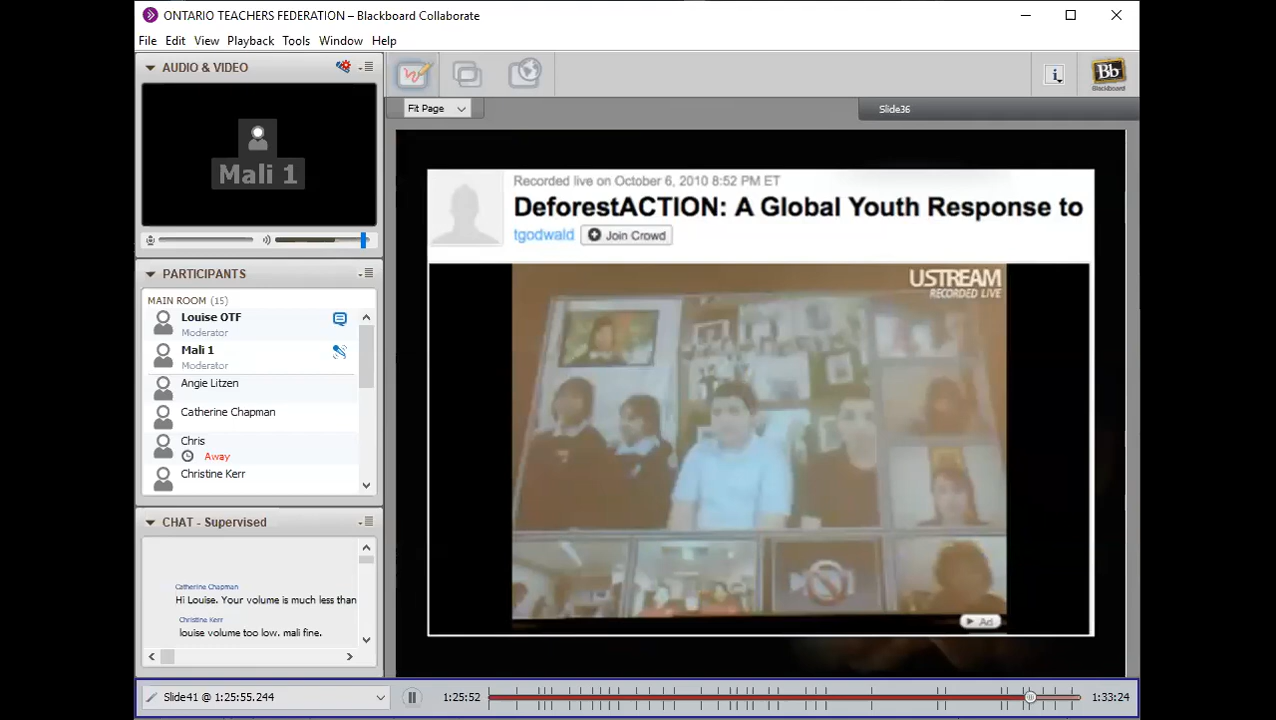 ONTARIO TEACHERS FEDERATION – Blackboard Collaborate
File Edit View Playback Tools Window Help
AUDIO & VIDEO
Mali 1
PARTICIPANTS
MAIN ROOM (15)
Louise OTF
Moderator
Mali 1
Moderator
Angie Litzen
Catherine Chapman
Chris
Away
Christine Kerr
CHAT - Supervised
Catherine Chapman
Hi Louise. Your volume is much less than
Christine Kerr
louise volume too low. mali fine.
Fit Page
Slide36
Bb
Blackboard
Recorded live on October 6, 2010 8:52 PM ET
DeforestACTION: A Global Youth Response to
tgodwald
Join Crowd
USTREAM
RECORDED LIVE
Ad
Slide41 @ 1:25:55.244
1:25:52
1:33:24